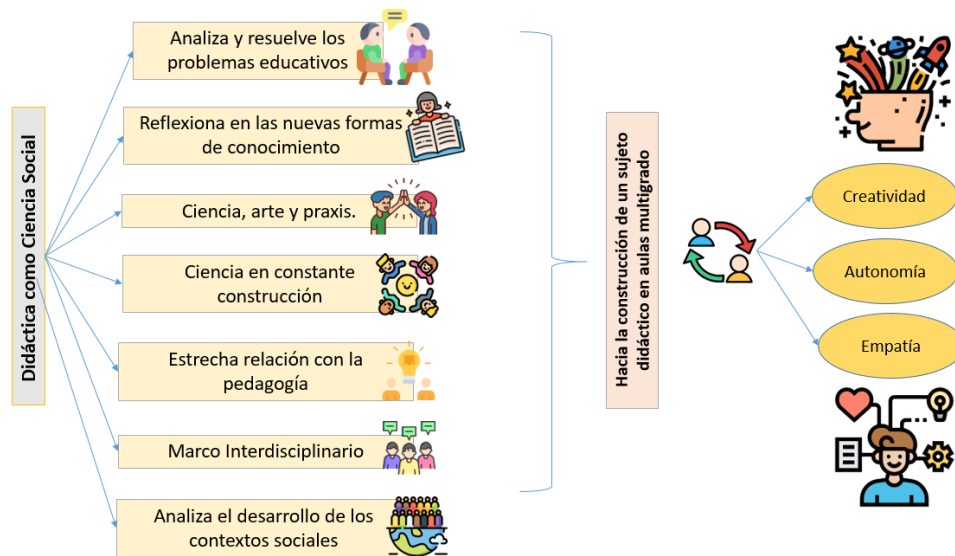 Didáctica como Ciencia Social
Analiza y resuelve los
problemas educativos
Reflexiona en las nuevas formas
de conocimiento
Ciencia, arte y praxis.
Ciencia en constante
construcción
Estrecha relación con la
pedagogía
Marco Interdisciplinario
Analiza el desarrollo de los
contextos sociales
Hacia la construcción de un sujeto
didáctico en aulas multigrado
Creatividad
Autonomía
Empatía